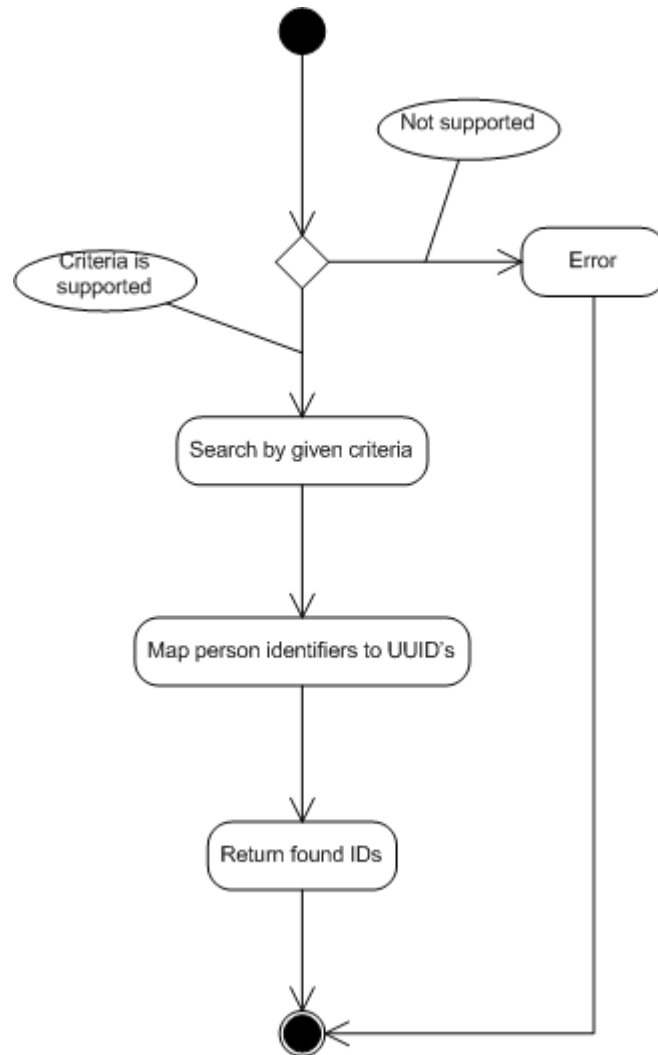 Not supported
Criteria is
supported
Error
Search by given criteria
Map person identifiers to UUID's
Return found IDs